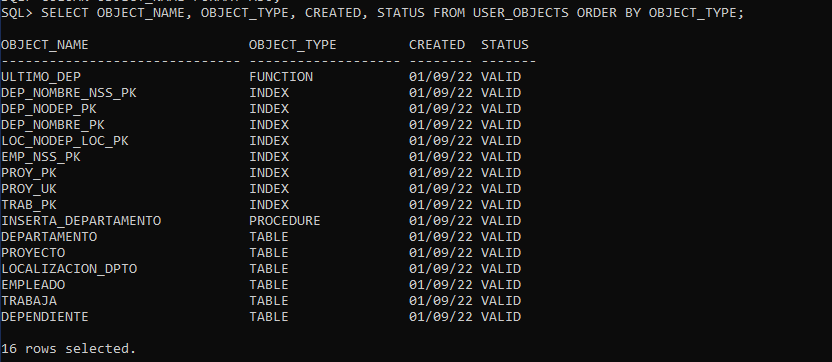 SQL> SELECT OBJECT_NAME, OBJECT_TYPE, CREATED, STATUS FROM USER_OBJECTS ORDER BY OBJECT_TYPE;
OBJECT_NAME                    OBJECT_TYPE         CREATED  STATUS
------------------------------ ------------------- -------- -------
ULTIMO_DEP                     FUNCTION            01/09/22 VALID
DEP_NOMBRE_NSS_PK              INDEX               01/09/22 VALID
DEP_NODEP_PK                   INDEX               01/09/22 VALID
DEP_NOMBRE_PK                  INDEX               01/09/22 VALID
LOC_NODEP_LOC_PK               INDEX               01/09/22 VALID
EMP_NSS_PK                     INDEX               01/09/22 VALID
PROY_PK                        INDEX               01/09/22 VALID
PROY_UK                        INDEX               01/09/22 VALID
TRAB_PK                        INDEX               01/09/22 VALID
INSERTA_DEPARTAMENTO           PROCEDURE           01/09/22 VALID
DEPARTAMENTO                   TABLE               01/09/22 VALID
PROYECTO                       TABLE               01/09/22 VALID
LOCALIZACION_DPTO              TABLE               01/09/22 VALID
EMPLEADO                       TABLE               01/09/22 VALID
TRABAJA                        TABLE               01/09/22 VALID
DEPENDIENTE                    TABLE               01/09/22 VALID
16 rows selected.